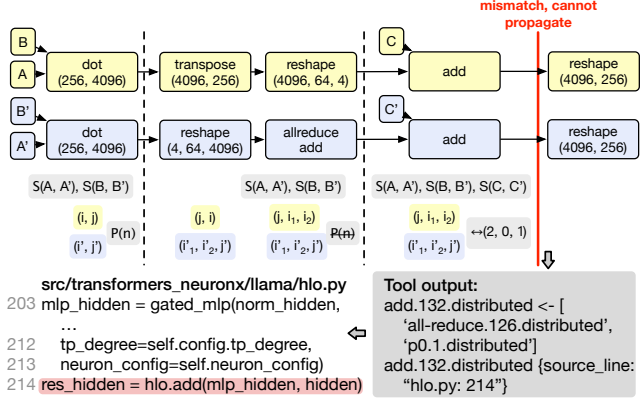 mismatch, cannot
propagate
B
A
dot
(256, 4096)
transpose
(4096, 256)
reshape
(4096, 64, 4)
C
add
reshape
(4096, 256)
B'
A'
dot
(256, 4096)
reshape
(4, 64, 4096)
allreduce
add
C'
add
reshape
(4096, 256)
S(A, A'), S(B, B')
S(A, A'), S(B, B')
S(A, A'), S(B, B'), S(C, C')
(i, j)
(i', j')
P(n)
(j, i)
(i'₁, i'₂, j')
(j, i₁, i₂)
(i'₁, i'₂, j')
P(n)
(j, i₁, i₂)
(i'₁, i'₂, j')
↔(2, 0, 1)
src/transformers_neuronx/llama/hlo.py
203 mlp_hidden = gated_mlp(norm_hidden,
…
212 tp_degree=self.config.tp_degree,
213 neuron_config=self.neuron_config)
214 res_hidden = hlo.add(mlp_hidden, hidden)
Tool output:
add.132.distributed <- [
‘all-reduce.126.distributed’,
‘p0.1.distributed’]
add.132.distributed {source_line:
“hlo.py: 214”}